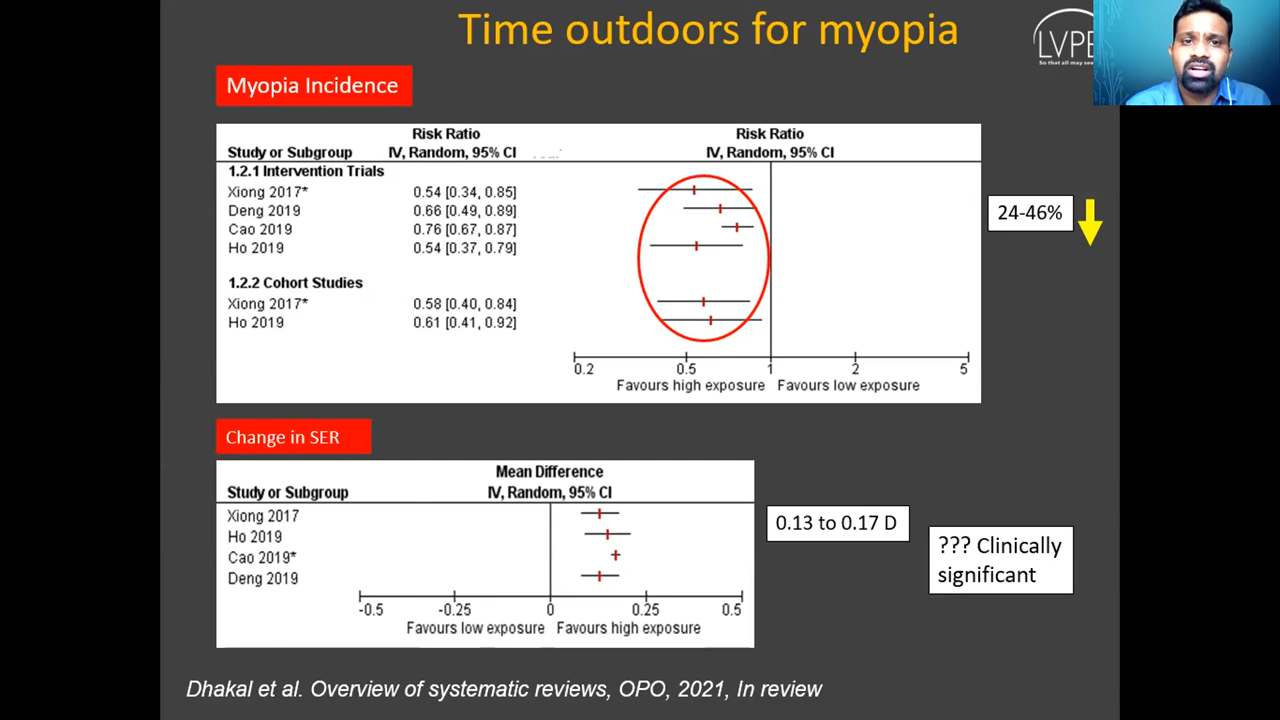 Time outdoors for myopia
LVPE
So that all may see
Myopia Incidence
Risk Ratio Risk Ratio
Study or Subgroup IV, Random, 95% CI IV, Random, 95% CI
1.2.1 Intervention Trials
Xiong 2017* 0.54 [0.34, 0.85]
Deng 2019 0.66 [0.49, 0.89]
Cao 2019 0.76 [0.67, 0.87]
Ho 2019 0.54 [0.37, 0.79]
24-46%
1.2.2 Cohort Studies
Xiong 2017* 0.58 [0.40, 0.84]
Ho 2019 0.61 [0.41, 0.92]
0.2 0.5 1 2 5
Favours high exposure Favours low exposure
Change in SER
Mean Difference
Study or Subgroup IV, Random, 95% CI
Xiong 2017
Ho 2019
Cao 2019*
Deng 2019
-0.5 -0.25 0 0.25 0.5
Favours low exposure Favours high exposure
0.13 to 0.17 D
??? Clinically
significant
Dhakal et al. Overview of systematic reviews, OPO, 2021, In review